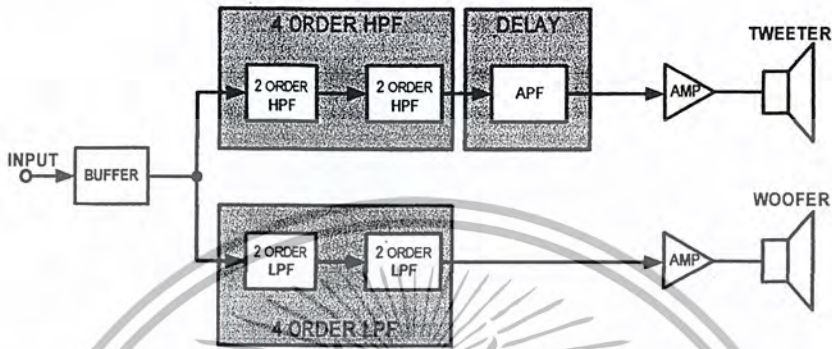 4 ORDER HPF
DELAY
TWEETER
2 ORDER
HPF
2 ORDER
HPF
APF
AMP
INPUT
BUFFER
WOOFER
2 ORDER
LPF
2 ORDER
LPF
AMP
4 ORDER LPF